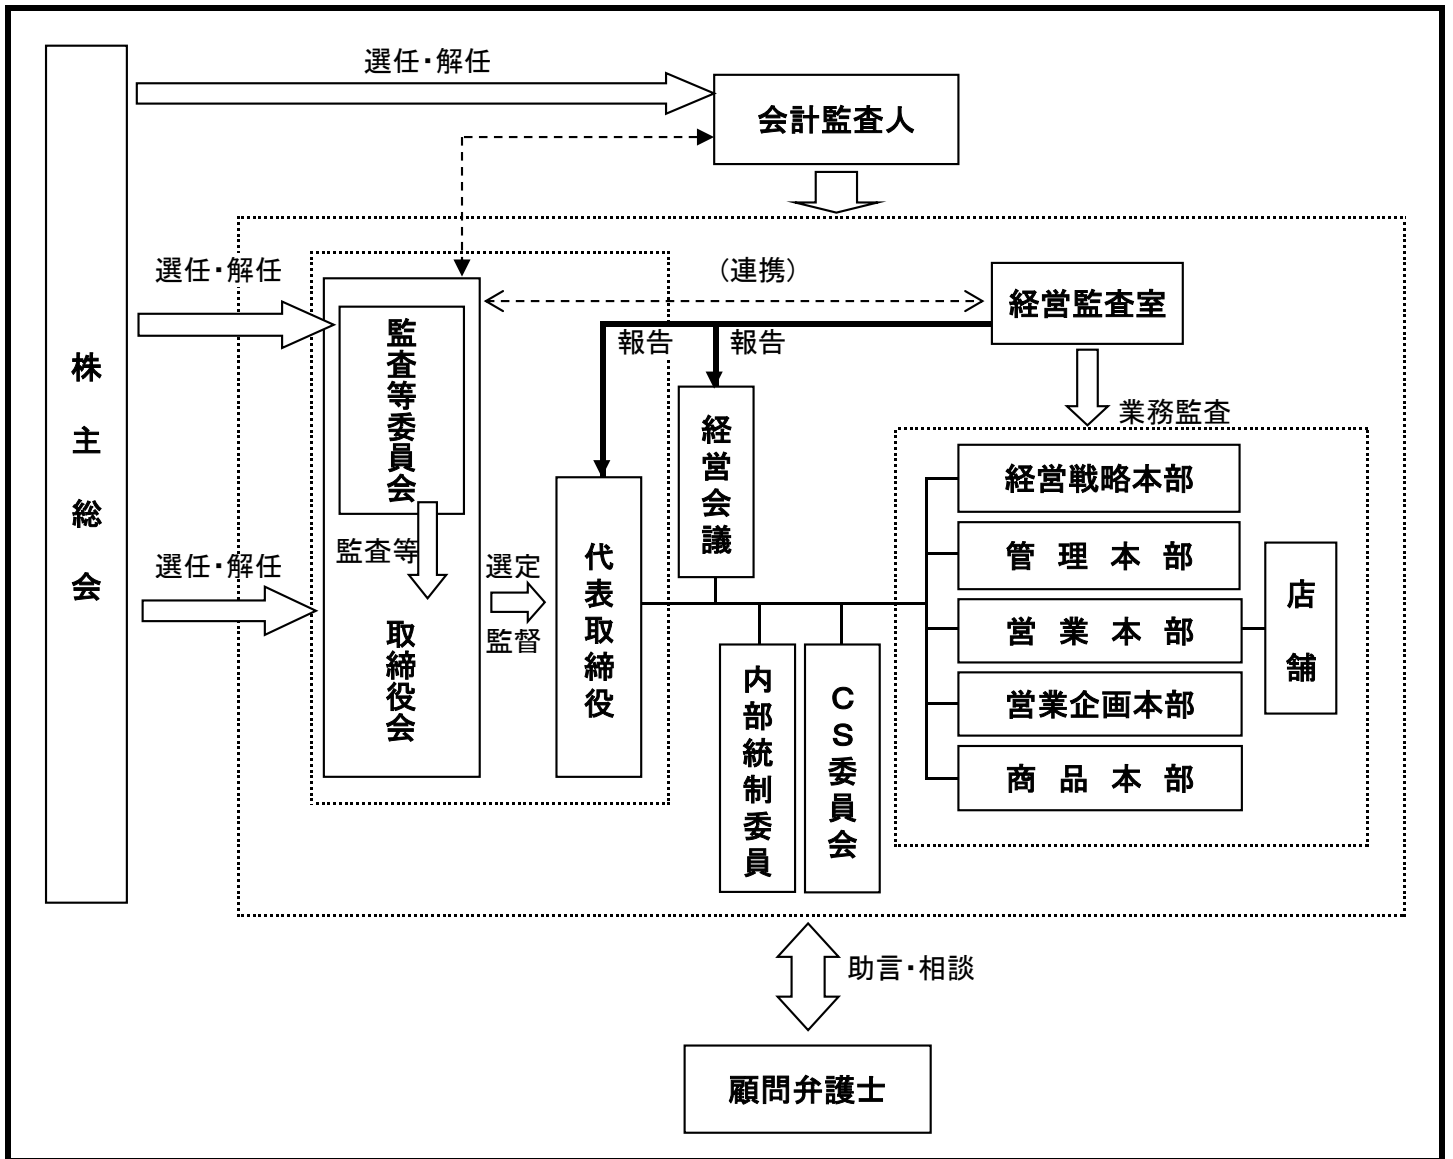 選任・解任
会計監査人
選任・解任
（連携）
経営監査室
報告
報告
業務監査
株主総会
監査等委員会
経営会議
経営戦略本部
管理本部
営業本部
営業企画本部
商品本部
店舗
選任・解任
監査等
選定
監督
代表取締役
取締役会
内部統制委員
ＣＳ委員会
助言・相談
顧問弁護士